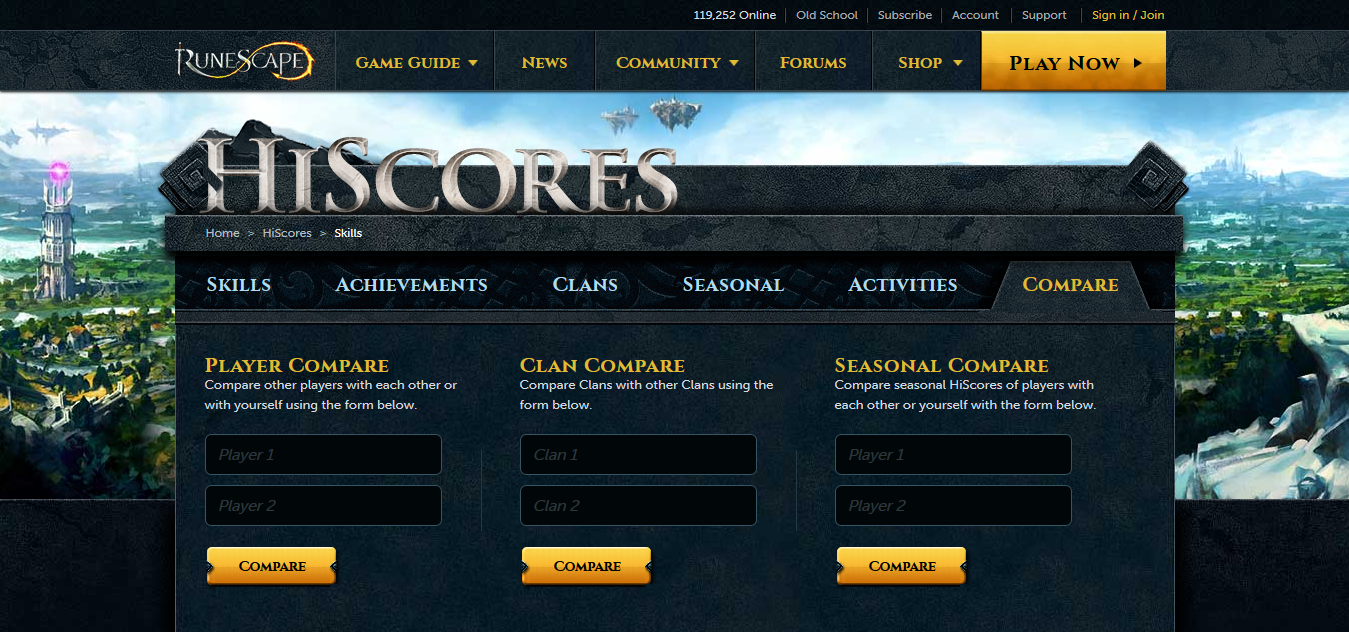 119,252 Online Old School Subscribe Account Support Sign in / Join
RuneScape Game Guide News Community Forums Shop Play Now
HiScores
Home > HiScores > Skills
Skills Achievements Clans Seasonal Activities Compare
Player Compare
Compare other players with each other or
with yourself using the form below.
Player 1
Player 2
Compare
Clan Compare
Compare Clans with other Clans using the
form below.
Clan 1
Clan 2
Compare
Seasonal Compare
Compare seasonal HiScores of players with
each other or yourself with the form below.
Player 1
Player 2
Compare